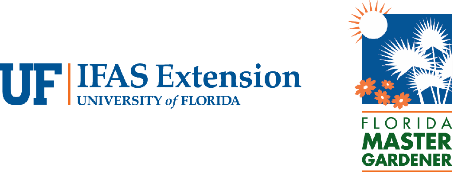 UF IFAS Extension
UNIVERSITY of FLORIDA
FLORIDA
MASTER
GARDENER